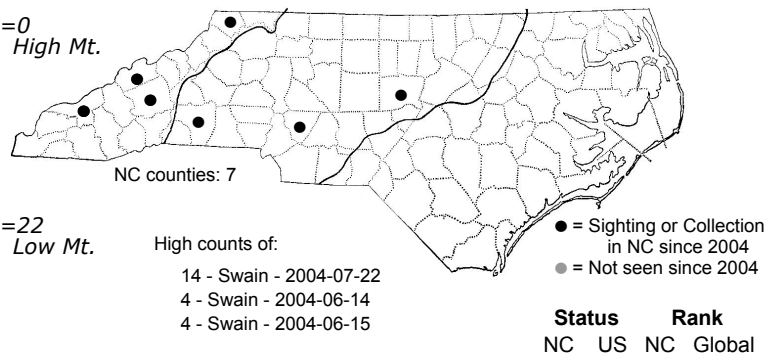 =0
High Mt.
NC counties: 7
=22
Low Mt.
High counts of:
14 - Swain - 2004-07-22
4 - Swain - 2004-06-14
4 - Swain - 2004-06-15
= Sighting or Collection
in NC since 2004
= Not seen since 2004
Status Rank
NC US NC Global